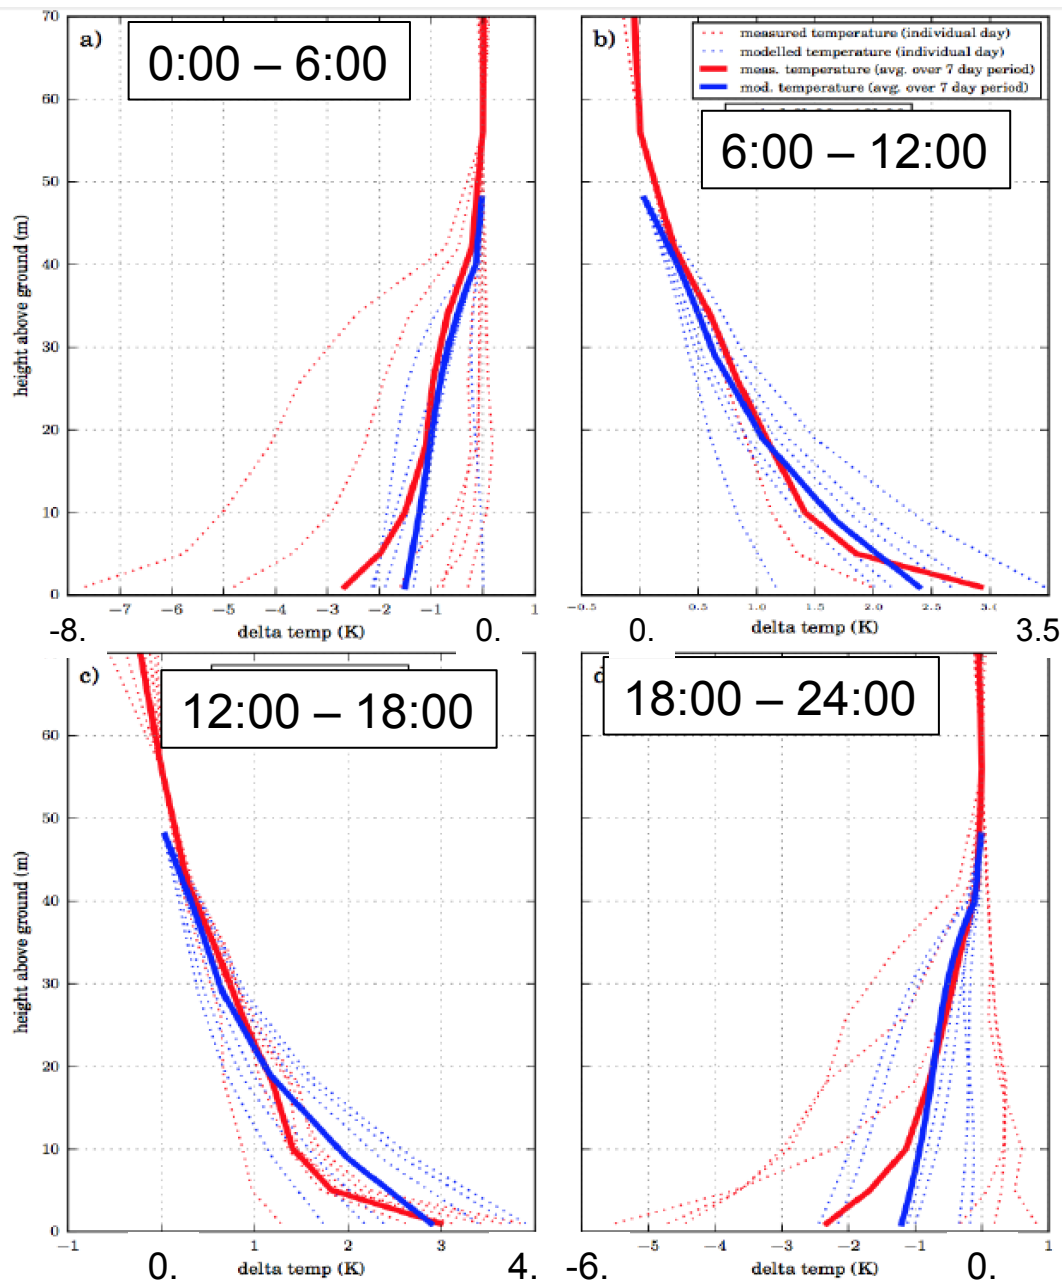 a)
0:00 – 6:00
70
60
50
40
30
20
10
0
height above ground (m)
−7 −6 −5 −4 −3 −2 −1 1
-8. delta temp (K) 0.
b)
measured temperature (individual day)
modelled temperature (individual day)
meas. temperature (avg. over 7 day period)
mod. temperature (avg. over 7 day period)
6:00 – 12:00
−0.5 0.5 1.0 1.5 2.0 2.5 3.0
0. delta temp (K) 3.5
c)
12:00 – 18:00
60
50
40
30
20
10
0
height above ground (m)
−1 0 1 2 3
0. delta temp (K) 4.
d
18:00 – 24:00
−5 −4 −3 −2 −1 0 1
-6. delta temp (K) 0.